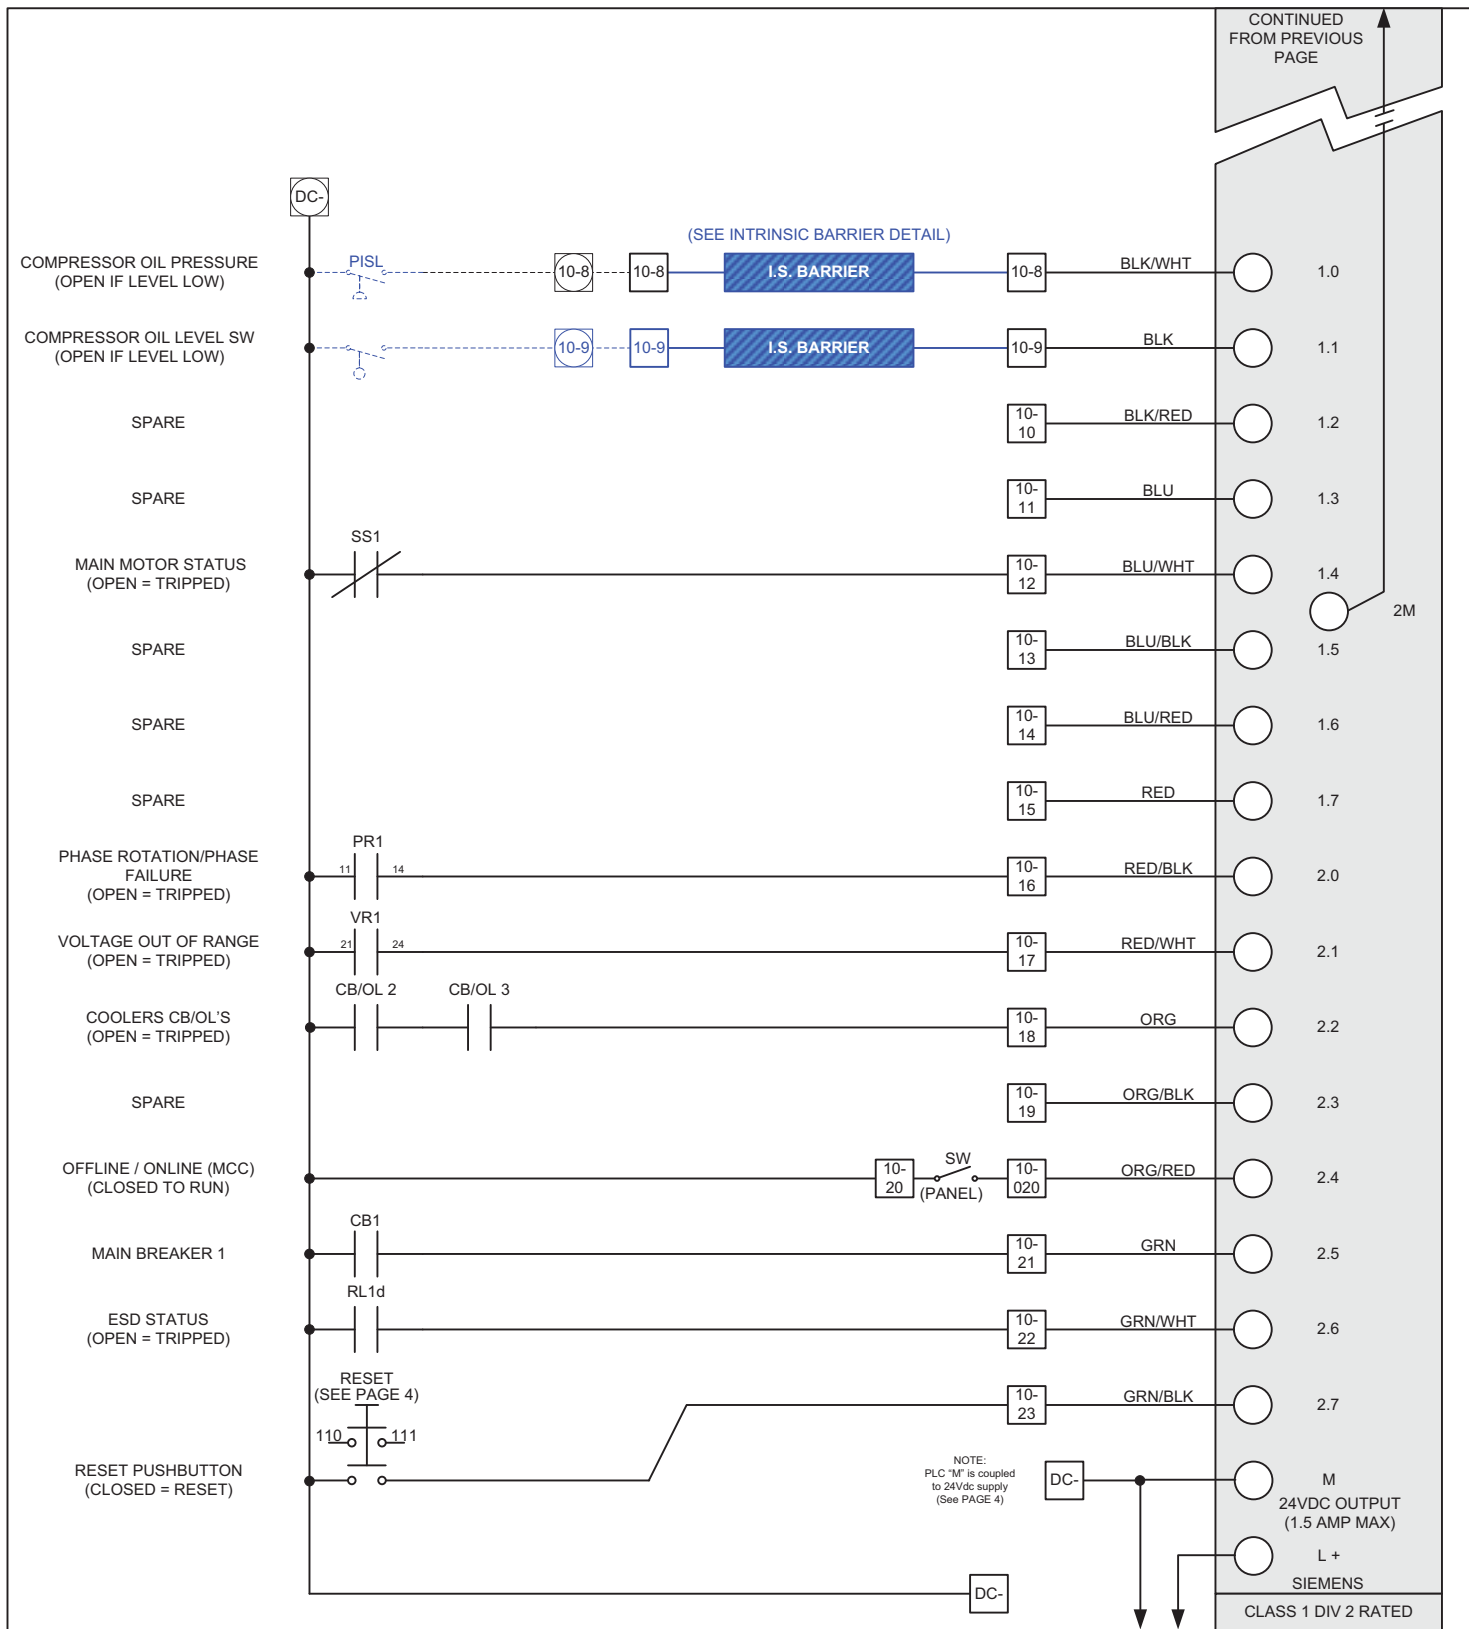 CONTINUED
FROM PREVIOUS
PAGE
DC-
(SEE INTRINSIC BARRIER DETAIL)
COMPRESSOR OIL PRESSURE
(OPEN IF LEVEL LOW)
PISL
10-8
10-8
I.S. BARRIER
10-8
BLK/WHT
1.0
COMPRESSOR OIL LEVEL SW
(OPEN IF LEVEL LOW)
10-9
10-9
I.S. BARRIER
10-9
BLK
1.1
SPARE
10-
10
BLK/RED
1.2
SPARE
10-
11
BLU
1.3
MAIN MOTOR STATUS
(OPEN = TRIPPED)
SS1
10-
12
BLU/WHT
1.4
2M
SPARE
10-
13
BLU/BLK
1.5
SPARE
10-
14
BLU/RED
1.6
SPARE
10-
15
RED
1.7
PHASE ROTATION/PHASE
FAILURE
(OPEN = TRIPPED)
PR1
11
14
10-
16
RED/BLK
2.0
VOLTAGE OUT OF RANGE
(OPEN = TRIPPED)
VR1
21
24
10-
17
RED/WHT
2.1
COOLERS CB/OL'S
(OPEN = TRIPPED)
CB/OL 2
CB/OL 3
10-
18
ORG
2.2
SPARE
10-
19
ORG/BLK
2.3
OFFLINE / ONLINE (MCC)
(CLOSED TO RUN)
10-
20
SW
(PANEL)
10-
020
ORG/RED
2.4
MAIN BREAKER 1
CB1
10-
21
GRN
2.5
ESD STATUS
(OPEN = TRIPPED)
RL1d
10-
22
GRN/WHT
2.6
RESET
(SEE PAGE 4)
110
111
10-
23
GRN/BLK
2.7
RESET PUSHBUTTON
(CLOSED = RESET)
NOTE:
PLC "M" is coupled
to 24Vdc supply
(See PAGE 4)
DC-
M
24VDC OUTPUT
(1.5 AMP MAX)
L +
SIEMENS
DC-
CLASS 1 DIV 2 RATED